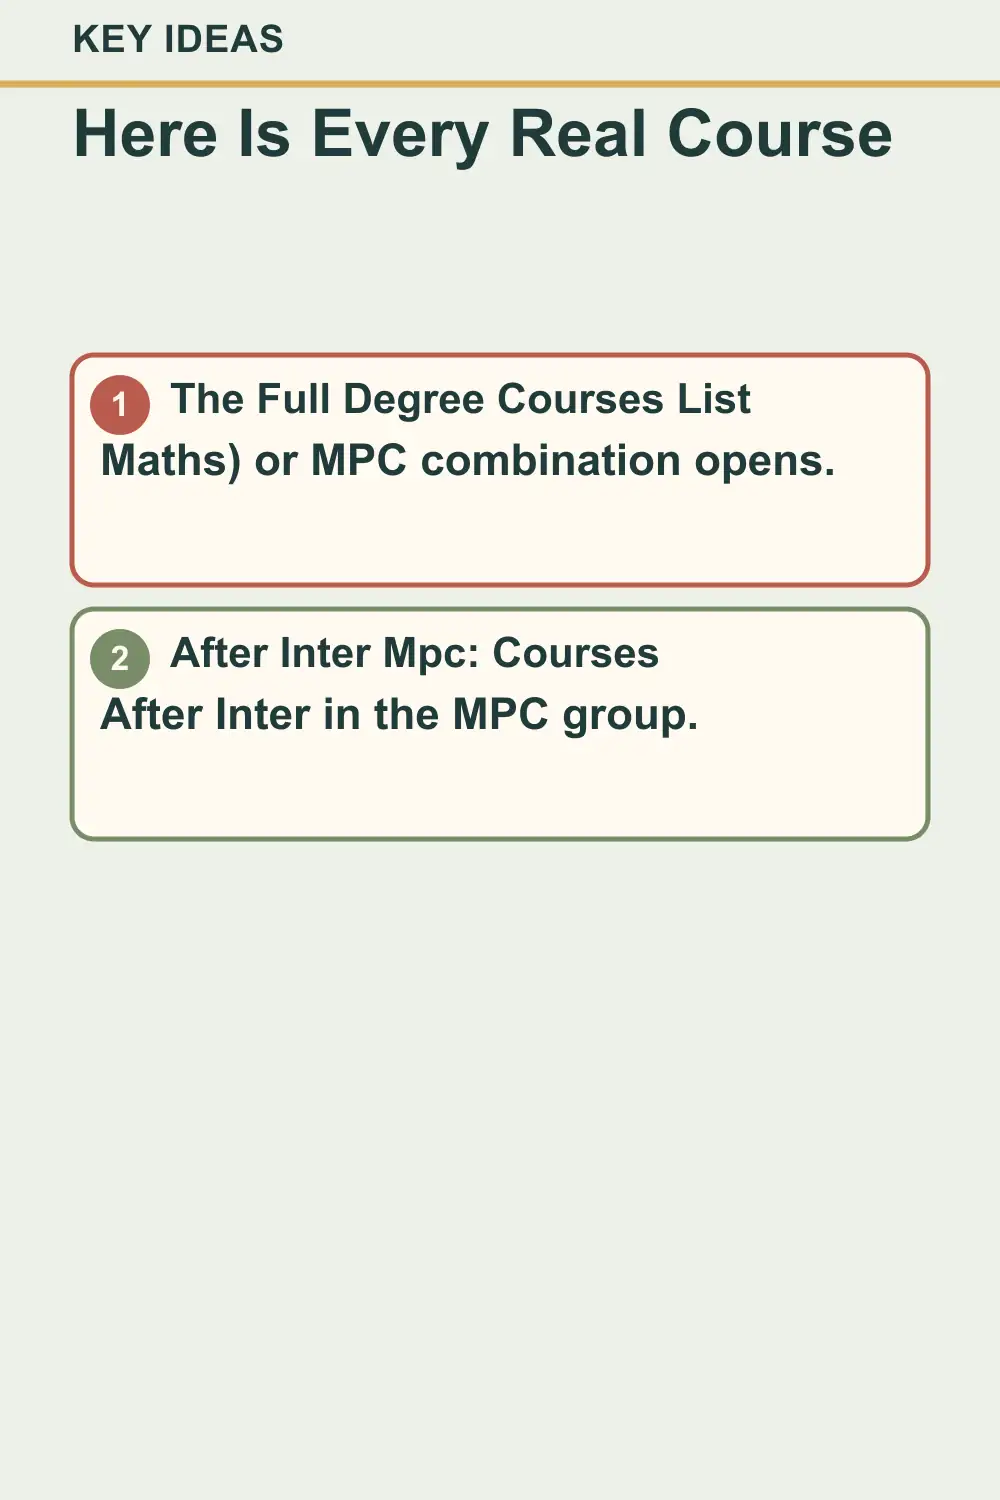 KEY IDEAS
Here Is Every Real Course
1 The Full Degree Courses List
Maths) or MPC combination opens.
2 After Inter Mpc: Courses
After Inter in the MPC group.